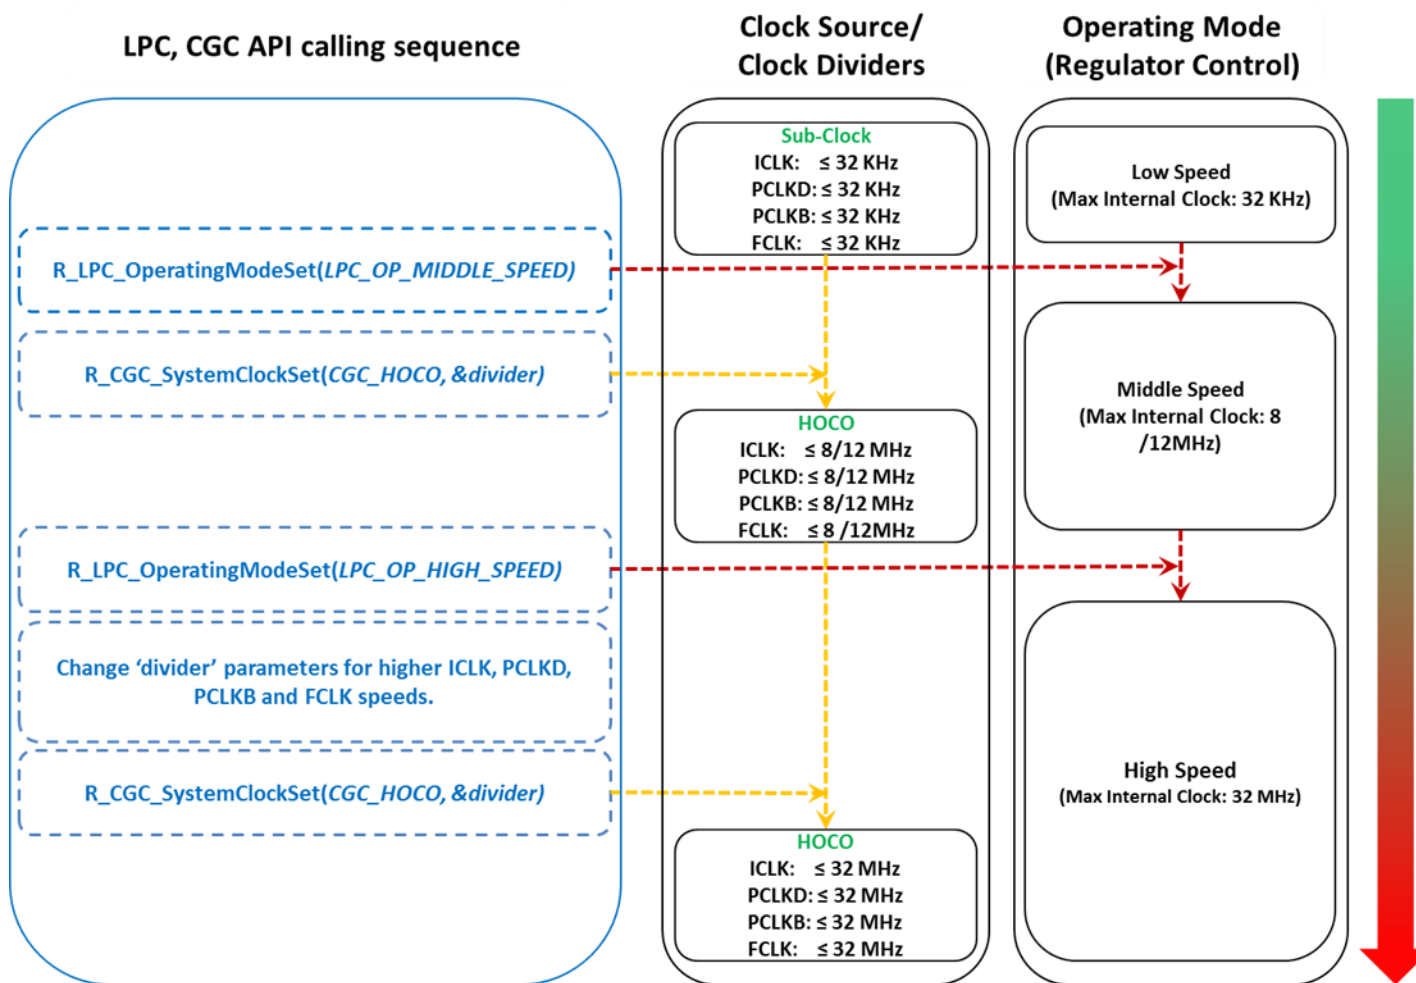 LPC, CGC API calling sequence
Clock Source/
Clock Dividers
Operating Mode
(Regulator Control)
R_LPC_OperatingModeSet(LPC_OP_MIDDLE_SPEED)
R_CGC_SystemClockSet(CGC_HOCO, &divider)
R_LPC_OperatingModeSet(LPC_OP_HIGH_SPEED)
Change ‘divider’ parameters for higher ICLK, PCLKD,
PCLKB and FCLK speeds.
R_CGC_SystemClockSet(CGC_HOCO, &divider)
Sub-Clock
ICLK: ≤ 32 KHz
PCLKD: ≤ 32 KHz
PCLKB: ≤ 32 KHz
FCLK: ≤ 32 KHz
HOCO
ICLK: ≤ 8/12 MHz
PCLKD: ≤ 8/12 MHz
PCLKB: ≤ 8/12 MHz
FCLK: ≤ 8 /12MHz
HOCO
ICLK: ≤ 32 MHz
PCLKD: ≤ 32 MHz
PCLKB: ≤ 32 MHz
FCLK: ≤ 32 MHz
Low Speed
(Max Internal Clock: 32 KHz)
Middle Speed
(Max Internal Clock: 8
/12MHz)
High Speed
(Max Internal Clock: 32 MHz)